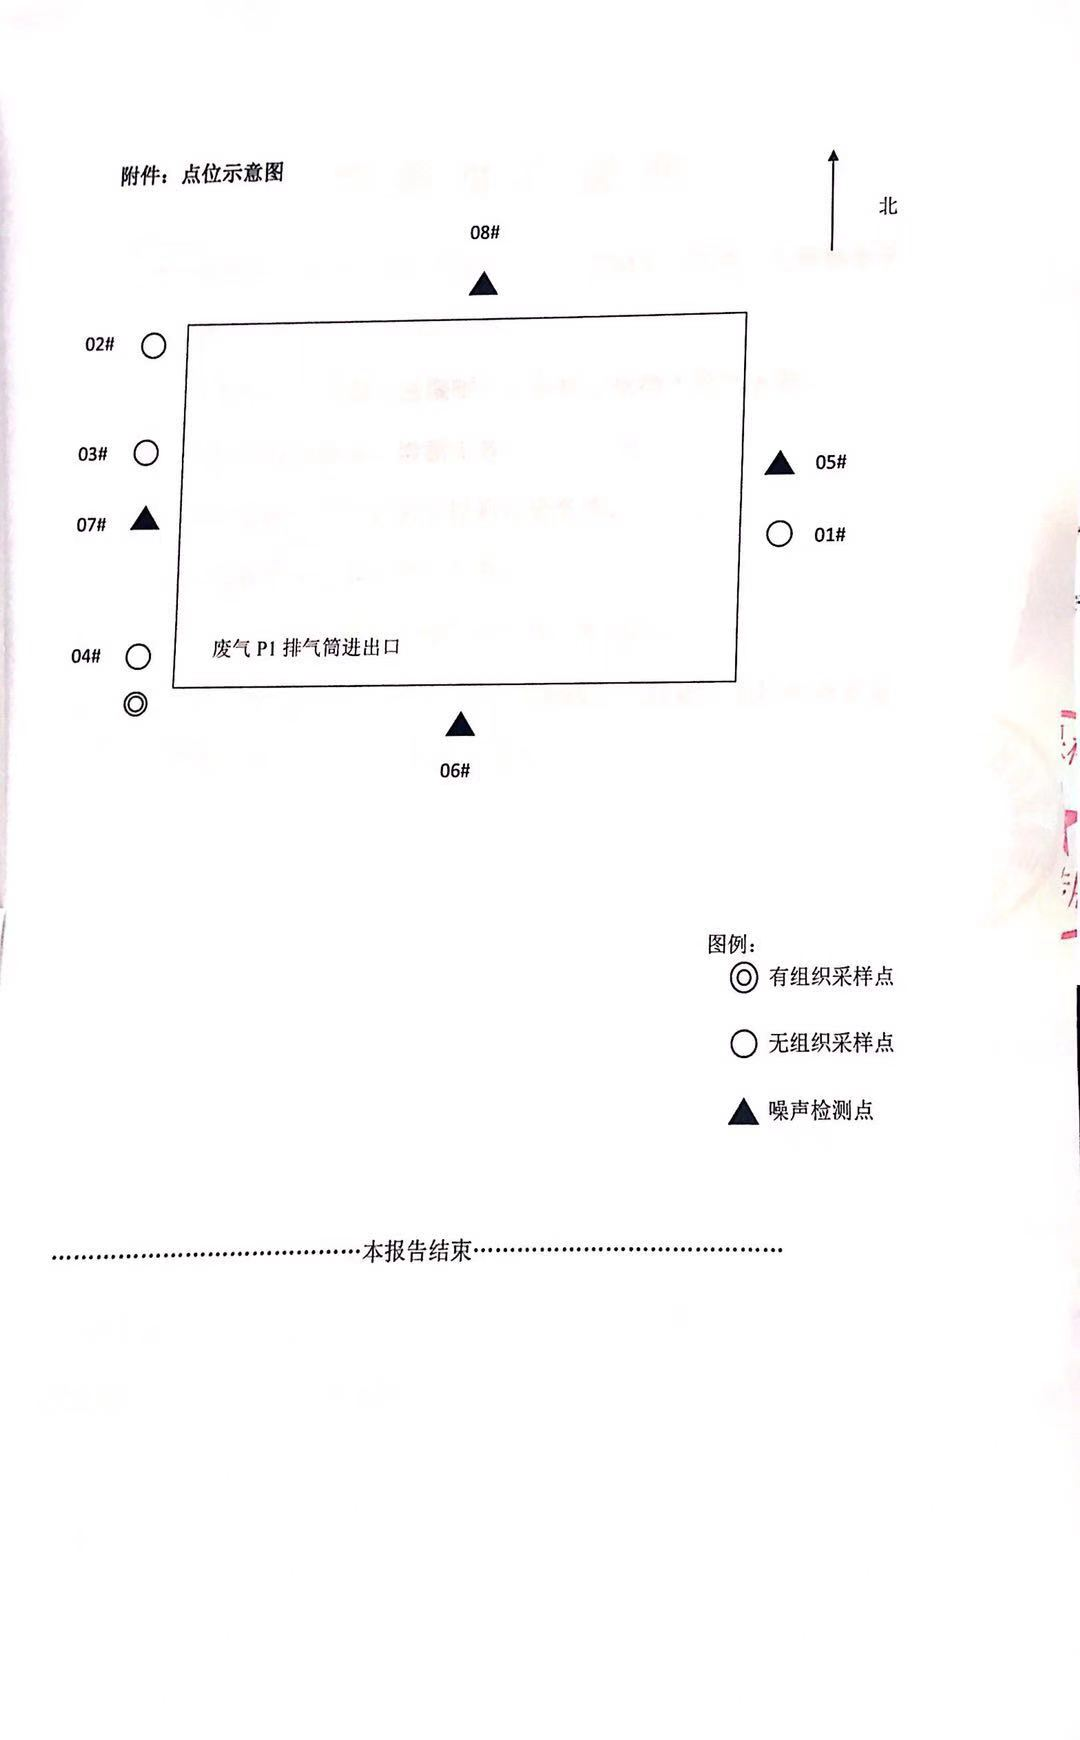 附件：点位示意图
北
08#
02#
03#
05#
07#
01#
04#
废气 P1 排气筒进出口
06#
图例：
有组织采样点
无组织采样点
噪声检测点
本报告结束